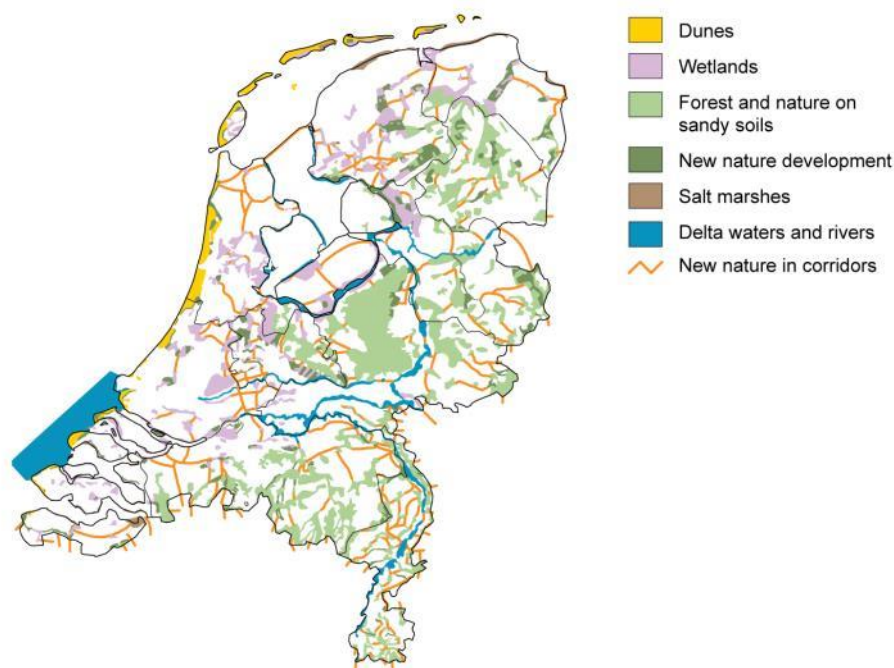 Dunes
Wetlands
Forest and nature on
sandy soils
New nature development
Salt marshes
Delta waters and rivers
New nature in corridors